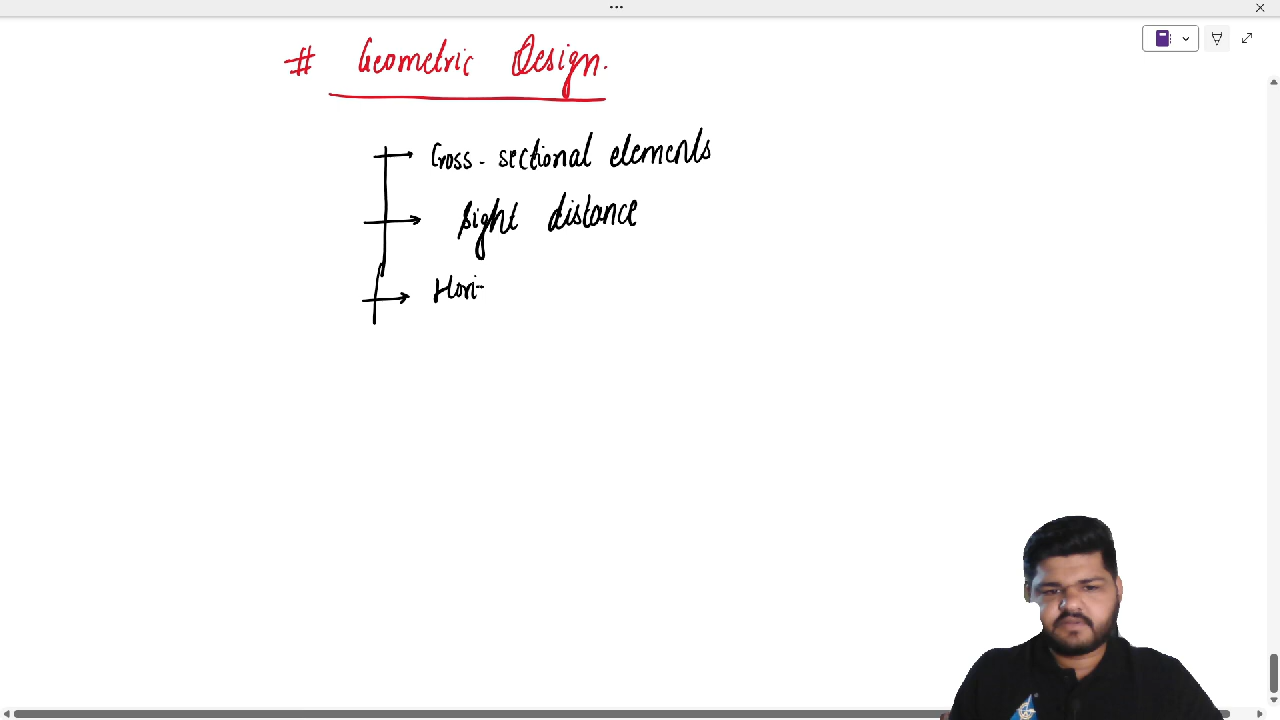 # Geometric Design.
Cross-sectional elements
Sight distance
Hori